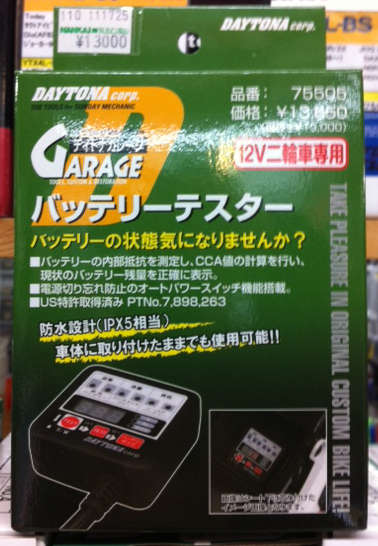 110 111725
¥13000
DAYTONA corp.
DAYTONA corp.
THE TOOLS for SUNDAY MECHANIC
品番: 75505
GARAGE
TOOLS, CUSTOM & RESTORATION
12V二輪車専用
バッテリーテスター
バッテリーの状態気になりませんか?
■バッテリーの内部抵抗を測定し、CCA値の計算を行い、
現状のバッテリー残量を正確に表示。
■電源切り忘れ防止のオートパワースイッチ機能搭載。
■US特許取得済み PTNo.7,898,263
防水設計(IPX5相当)
車体に取り付けたままでも使用可能!!
TAKE PLEASURE IN ORIGINAL CUSTOM BIKE LIFE!
DAYTONA corp.
Today
L-BS